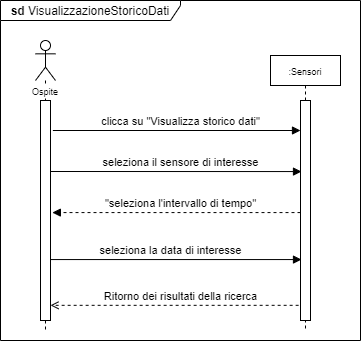 sd VisualizzazioneStoricoDati
Ospite
:Sensori
clicca su "Visualizza storico dati"
seleziona il sensore di interesse
"seleziona l'intervallo di tempo"
seleziona la data di interesse
Ritorno dei risultati della ricerca